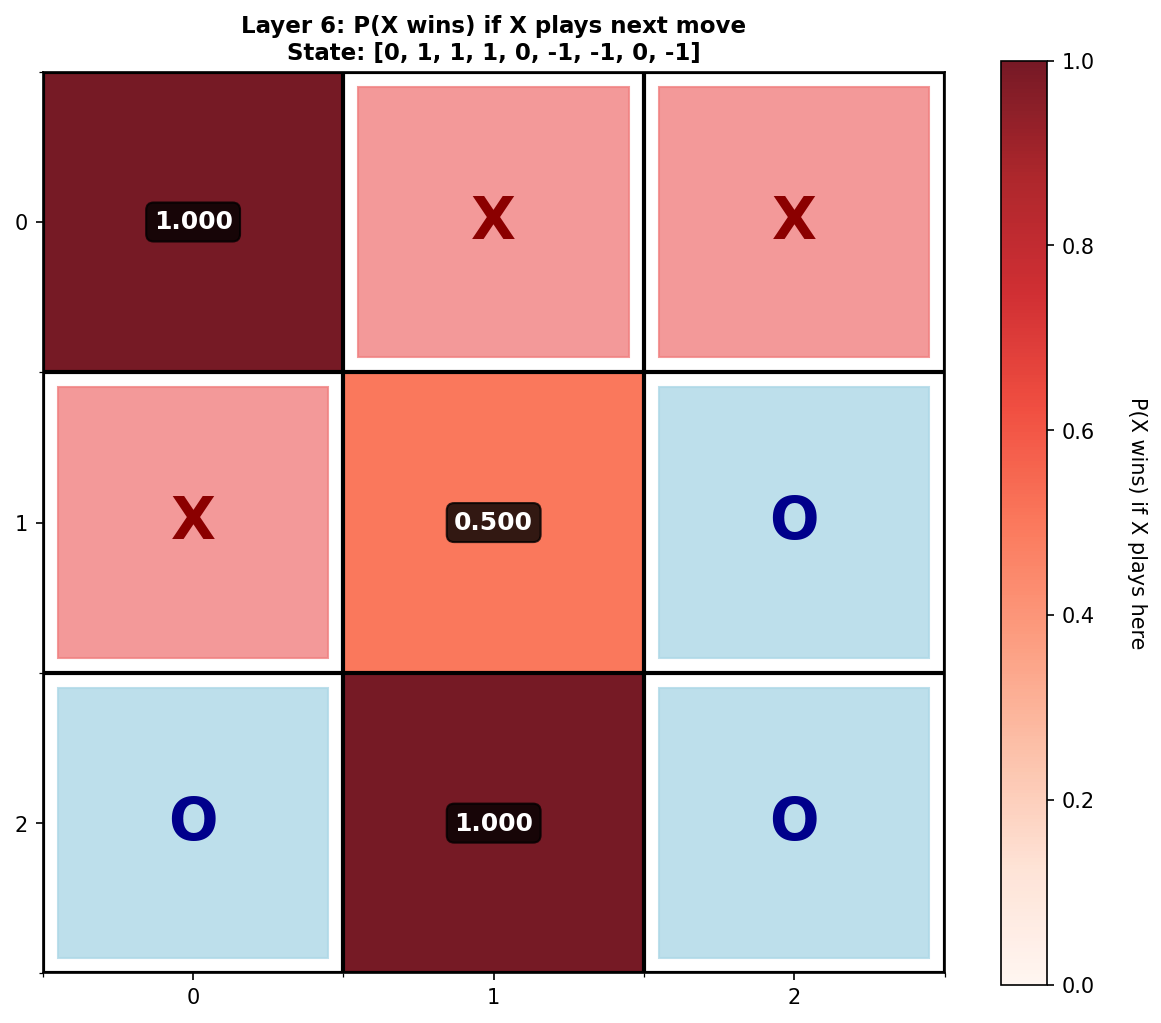 Layer 6: P(X wins) if X plays next move
State: [0, 1, 1, 1, 0, -1, -1, 0, -1]
0
1.000
X
X
1
X
0.500
O
2
O
1.000
O
0
1
2
1.0
0.8
0.6
0.4
0.2
0.0
P(X wins) if X plays here